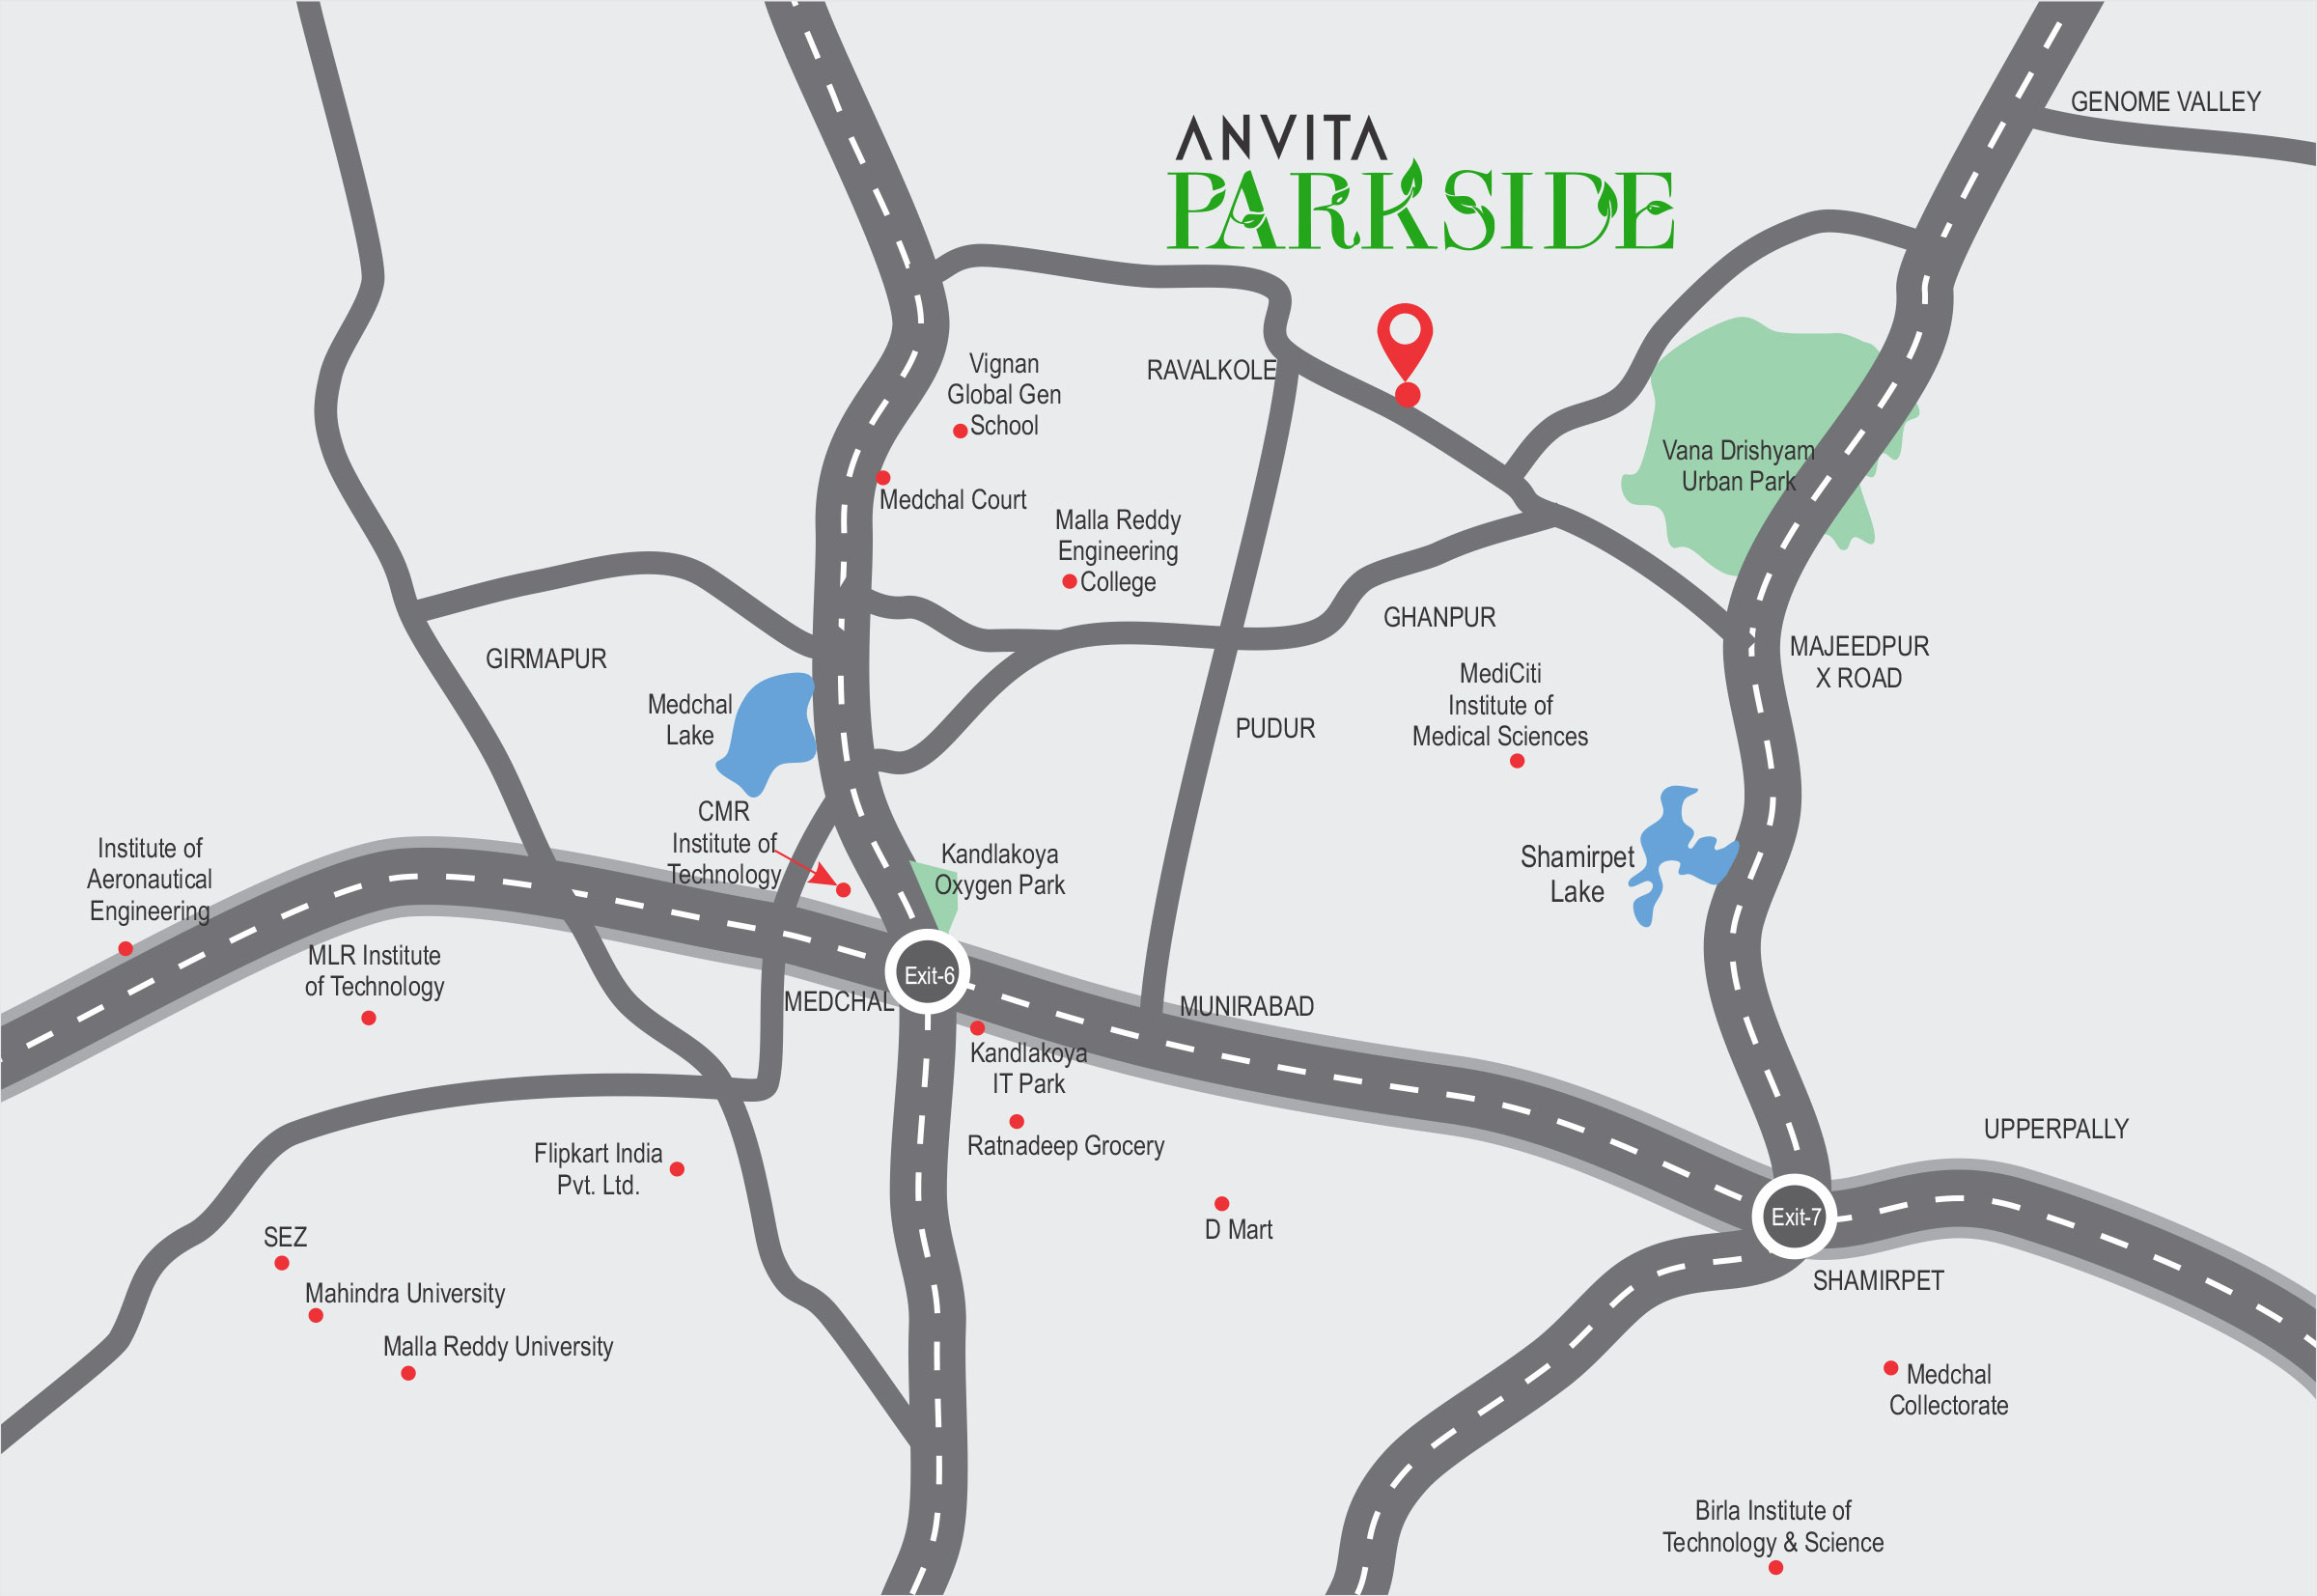 GENOME VALLEY
ANVITA
PARKSIDE
Vignan
Global Gen
School
RAVALKOLE
Medchal Court
Vana Drishyam
Urban Park
Malla Reddy
Engineering
College
GHANPUR
GIRMAPUR
MAJEEDPUR
X ROAD
MediCiti
Institute of
Medical Sciences
Medchal
Lake
PUDUR
CMR
Institute of
Technology
Kandlakoya
Oxygen Park
Shamirpet
Lake
Institute of
Aeronautical
Engineering
MLR Institute
of Technology
Exit-6
MEDCHAL
MUNIRABAD
Kandlakoya
IT Park
Ratnadeep Grocery
UPPERPALLY
Flipkart India
Pvt. Ltd.
D Mart
Exit-7
SEZ
SHAMIRPET
Mahindra University
Malla Reddy University
Medchal
Collectorate
Birla Institute of
Technology & Science